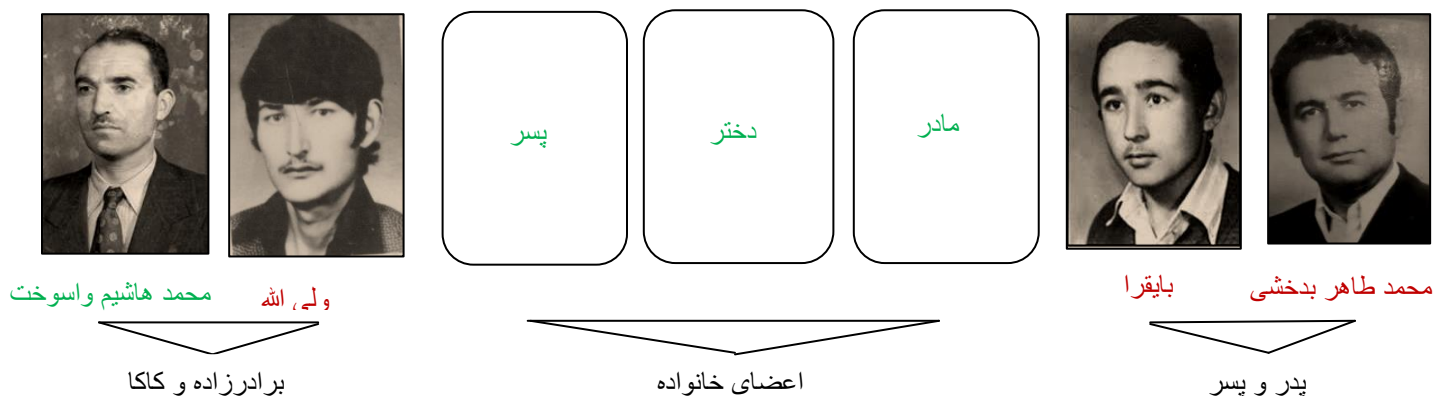 مادر
دختر
پسر
محمد طاهر بدخشی
بایقرا
ولی الله
محمد هاشیم واسوخت
پدر و پسر
اعضای خانواده
برادرزاده و کاکا